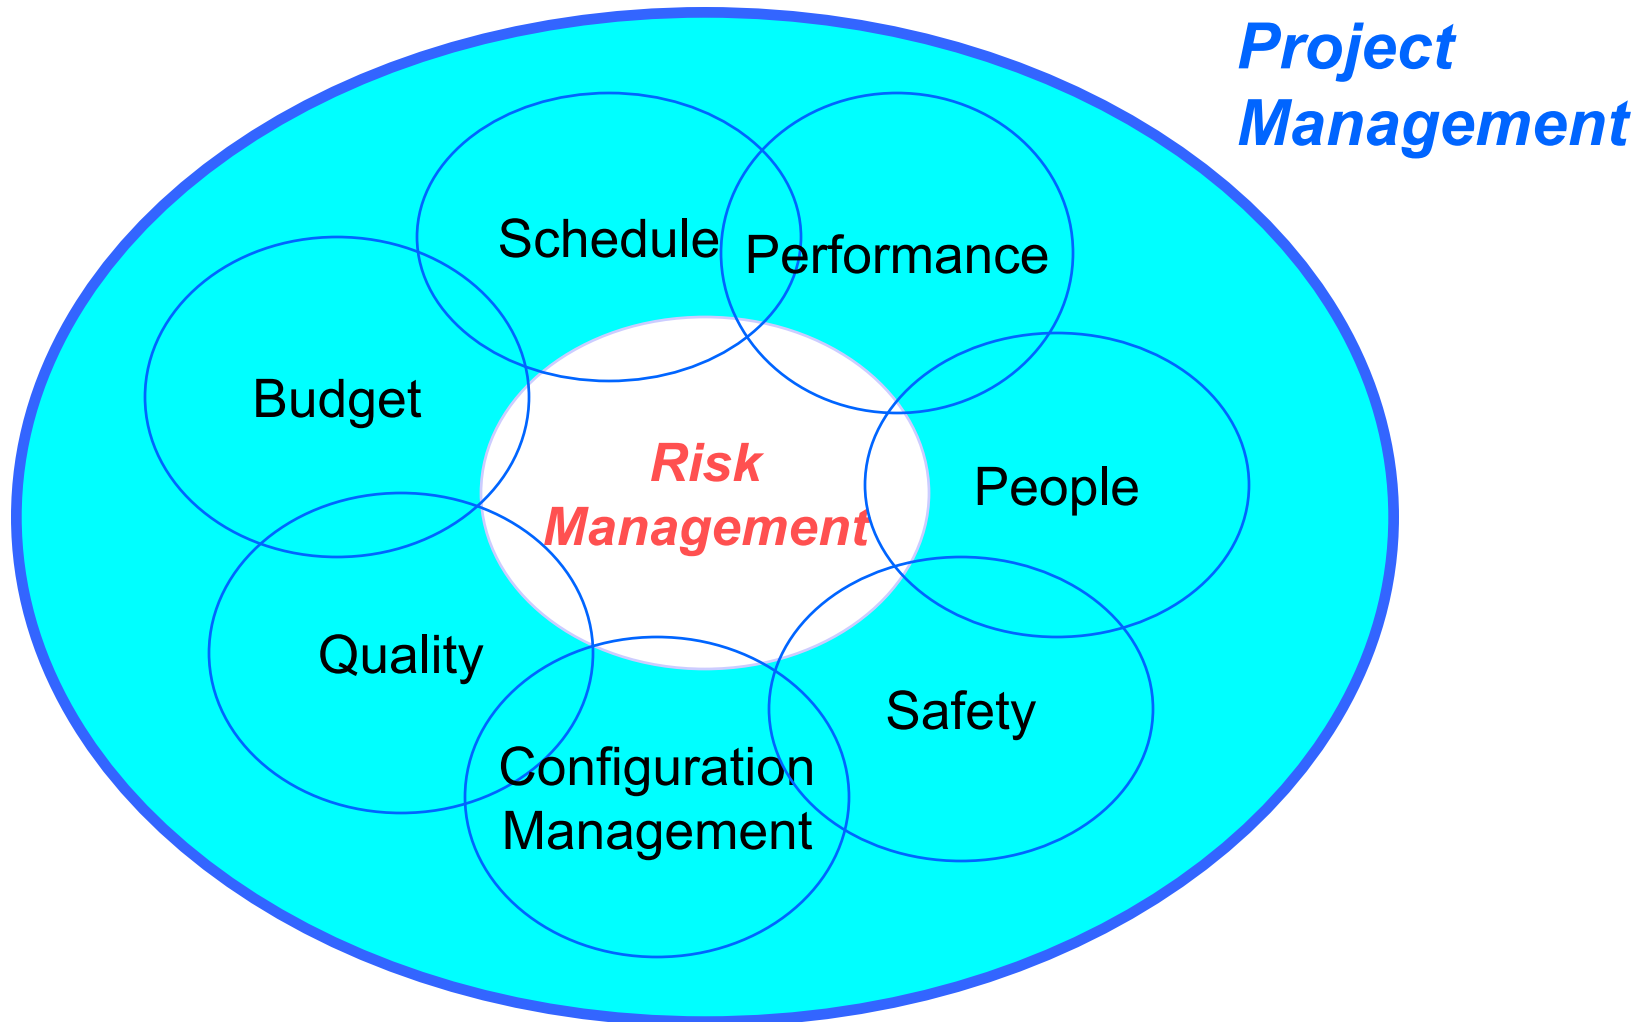 Project
Management
Schedule
Performance
Budget
People
Risk
Management
Quality
Safety
Configuration
Management